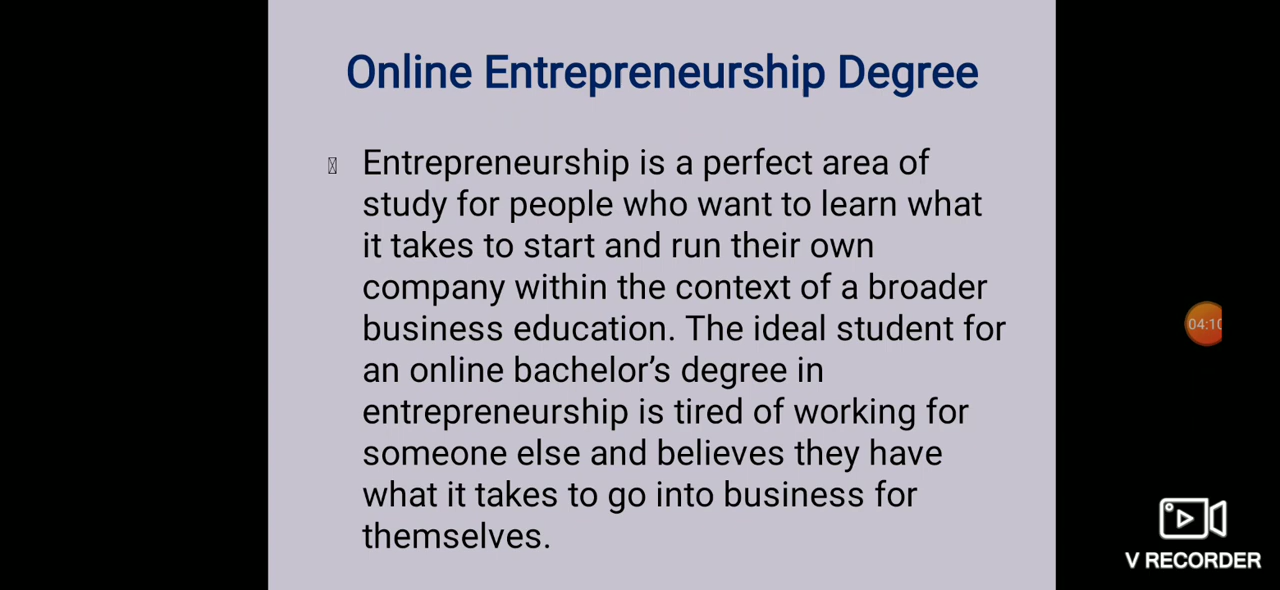 Online Entrepreneurship Degree
Entrepreneurship is a perfect area of
study for people who want to learn what
it takes to start and run their own
company within the context of a broader
business education. The ideal student for
an online bachelor’s degree in
entrepreneurship is tired of working for
someone else and believes they have
what it takes to go into business for
themselves.
04:10
V RECORDER